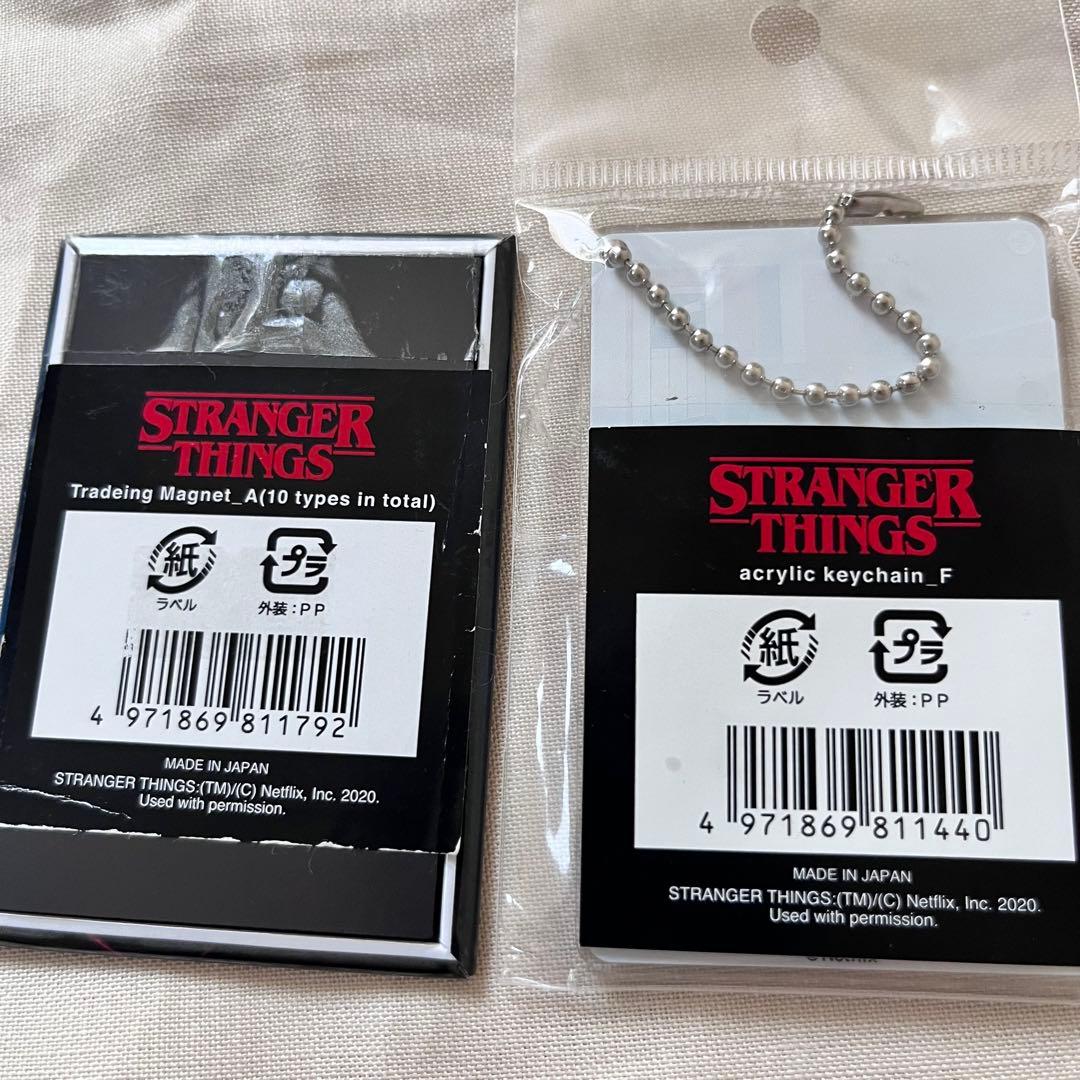 STRANGER
THINGS
Tradeing Magnet_A(10 types in total)
紙
プラ
ラベル
外装:PP
4 971869 811792
MADE IN JAPAN
STRANGER THINGS:(TM)/(C) Netflix, Inc. 2020.
Used with permission.
STRANGER
THINGS
acrylic keychain_F
紙
プラ
ラベル
外装:PP
4 971869 811440
MADE IN JAPAN
STRANGER THINGS:(TM)/(C) Netflix, Inc. 2020.
Used with permission.